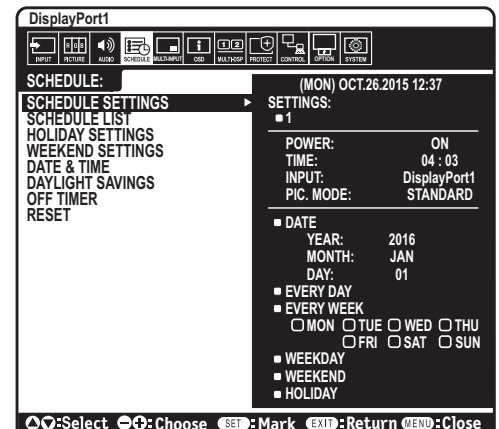 DisplayPort1
INPUT RGB PICTURE AUDIO SCHEDULE MULTI-INPUT OSD 1 2 MULTI-DSP PROTECT CONTROL OPTION SYSTEM
SCHEDULE:
SCHEDULE SETTINGS
SCHEDULE LIST
HOLIDAY SETTINGS
WEEKEND SETTINGS
DATE & TIME
DAYLIGHT SAVINGS
OFF TIMER
RESET
(MON) OCT.26.2015 12:37
SETTINGS:
1
POWER: ON
TIME: 04 : 03
INPUT: DisplayPort1
PIC. MODE: STANDARD
DATE
YEAR: 2016
MONTH: JAN
DAY: 01
EVERY DAY
EVERY WEEK
MON TUE WED THU
FRI SAT SUN
WEEKDAY
WEEKEND
HOLIDAY
:Select :Choose SET:Mark EXIT:Return MENU:Close